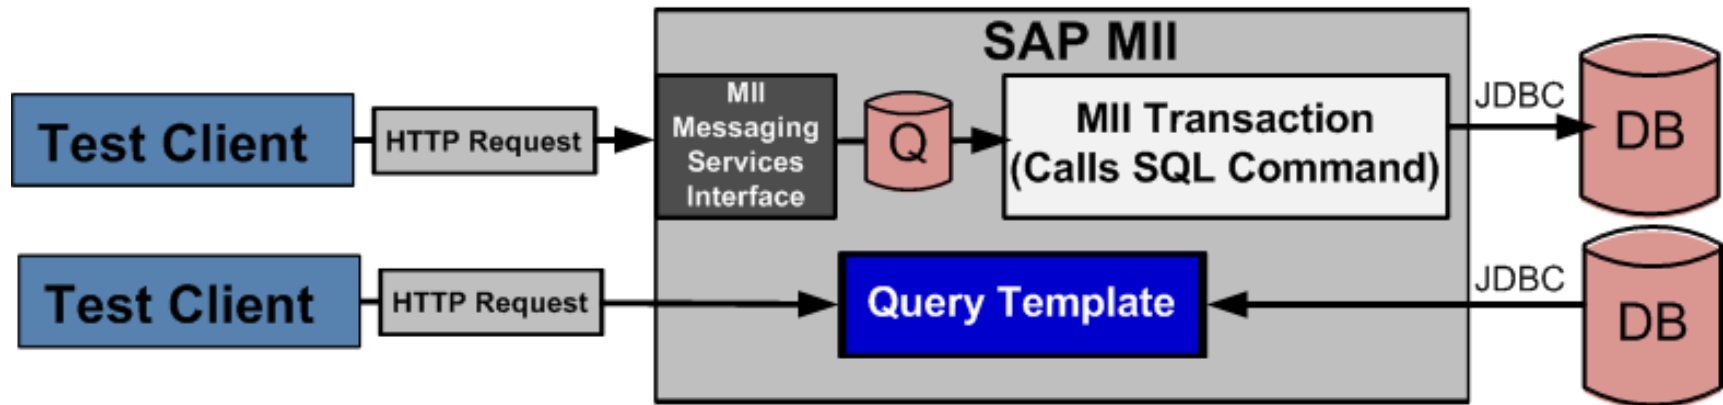 SAP MII
Test Client
HTTP Request
MII
Messaging
Services
Interface
Q
MII Transaction
(Calls SQL Command)
JDBC
DB
Test Client
HTTP Request
Query Template
JDBC
DB